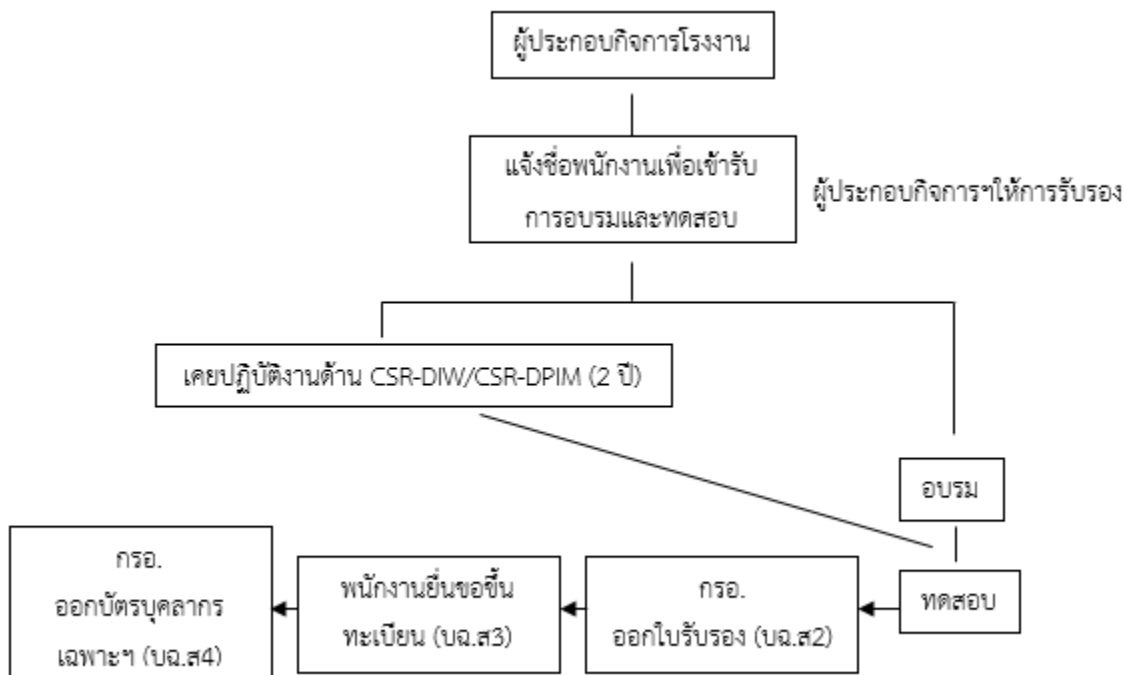 ผู้ประกอบกิจการโรงงาน
แจ้งชื่อพนักงานเพื่อเข้ารับ
การอบรมและทดสอบ
ผู้ประกอบกิจการฯให้การรับรอง
เคยปฏิบัติงานด้าน CSR-DIW/CSR-DPIM (2 ปี)
อบรม
ทดสอบ
กรอ.
ออกใบรับรอง (บฉ.ส2)
พนักงานยื่นขอขึ้น
ทะเบียน (บฉ.ส3)
กรอ.
ออกบัตรบุคลากร
เฉพาะฯ (บฉ.ส4)